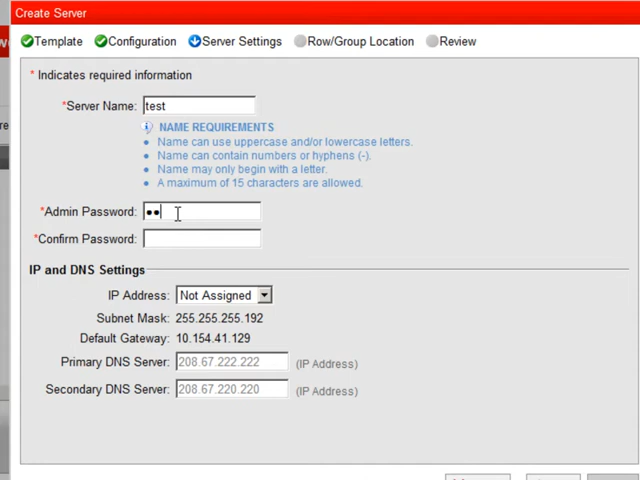 Create Server
Template Configuration Server Settings Row/Group Location Review
* Indicates required information
*Server Name: test
NAME REQUIREMENTS
Name can use uppercase and/or lowercase letters.
Name can contain numbers or hyphens (-).
Name may only begin with a letter.
A maximum of 15 characters are allowed.
*Admin Password: ••
*Confirm Password:
IP and DNS Settings
IP Address: Not Assigned
Subnet Mask: 255.255.255.192
Default Gateway: 10.154.41.129
Primary DNS Server: 208.67.222.222 (IP Address)
Secondary DNS Server: 208.67.220.220 (IP Address)